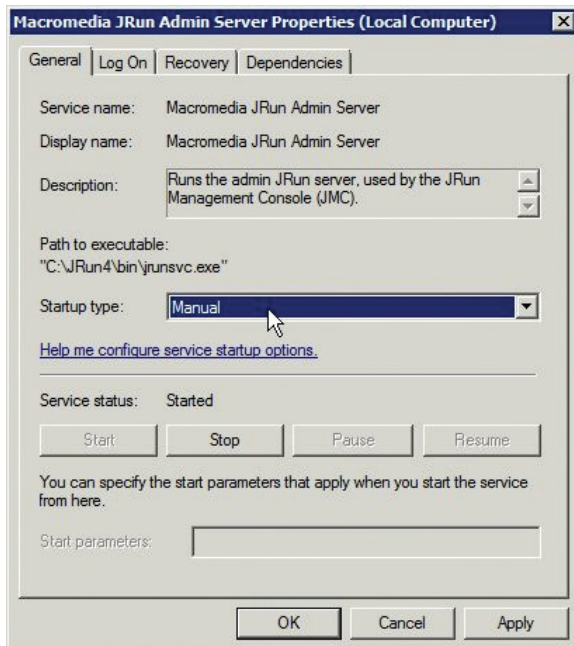 Macromedia JRun Admin Server Properties (Local Computer)
General Log On Recovery Dependencies
Service name: Macromedia JRun Admin Server
Display name: Macromedia JRun Admin Server
Description: Runs the admin JRun server, used by the JRun
Management Console (JMC).
Path to executable:
"C:\JRun4\bin\jrunsvc.exe"
Startup type: Manual
Help me configure service startup options.
Service status: Started
Start Stop Pause Resume
You can specify the start parameters that apply when you start the service
from here.
Start parameters:
OK Cancel Apply